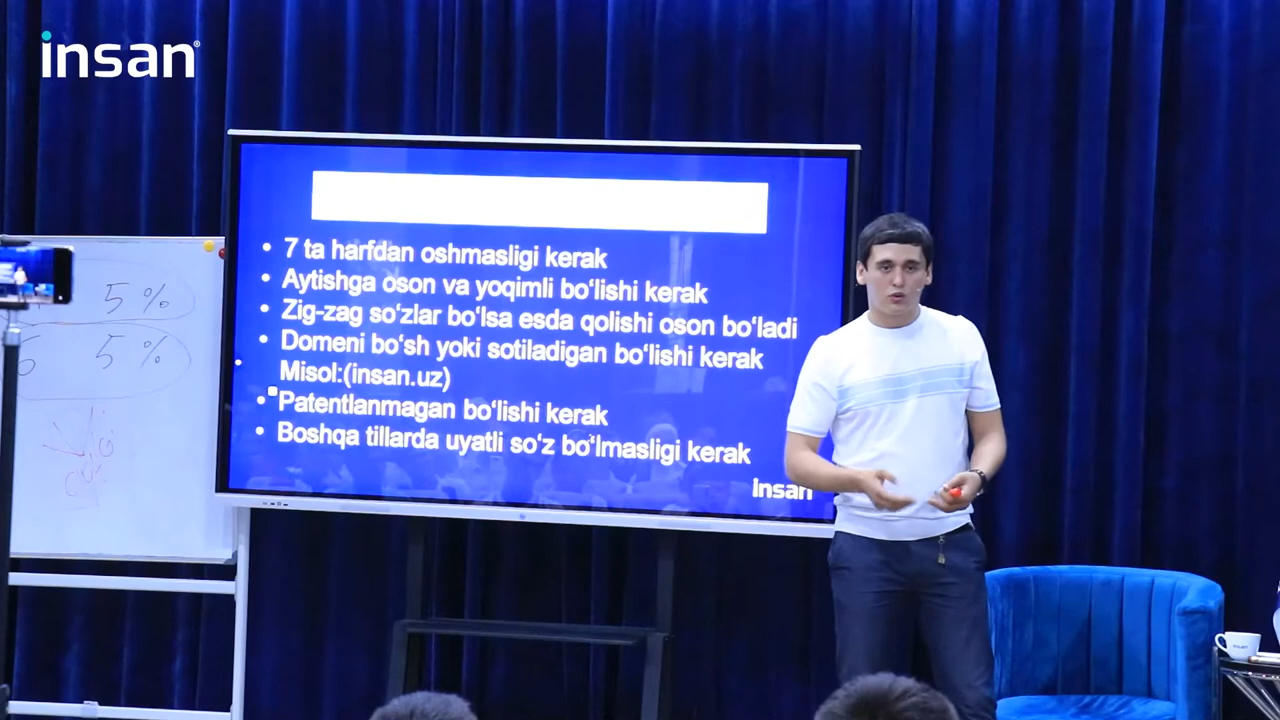 insan
7 ta harfdan oshmasligi kerak
Aytishga oson va yoqimli bo‘lishi kerak
Zig-zag so‘zlar bo‘lsa esda qolishi oson bo‘ladi
Domeni bo‘sh yoki sotiladigan bo‘lishi kerak
Misol:(insan.uz)
Patentlanmagan bo‘lishi kerak
Boshqa tillarda uyatli so‘z bo‘lmasligi kerak
Insan
5 %
5 %